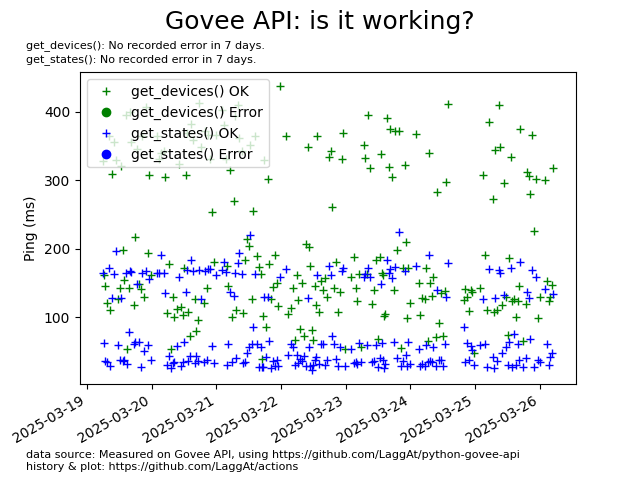 Govee API: is it working?
get_devices(): No recorded error in 7 days.
get_states(): No recorded error in 7 days.
get_devices() OK
get_devices() Error
get_states() OK
get_states() Error
Ping (ms)
400
300
200
100
2025-03-19
2025-03-20
2025-03-21
2025-03-22
2025-03-23
2025-03-24
2025-03-25
2025-03-26
data source: Measured on Govee API, using https://github.com/LaggAt/python-govee-api
history & plot: https://github.com/LaggAt/actions